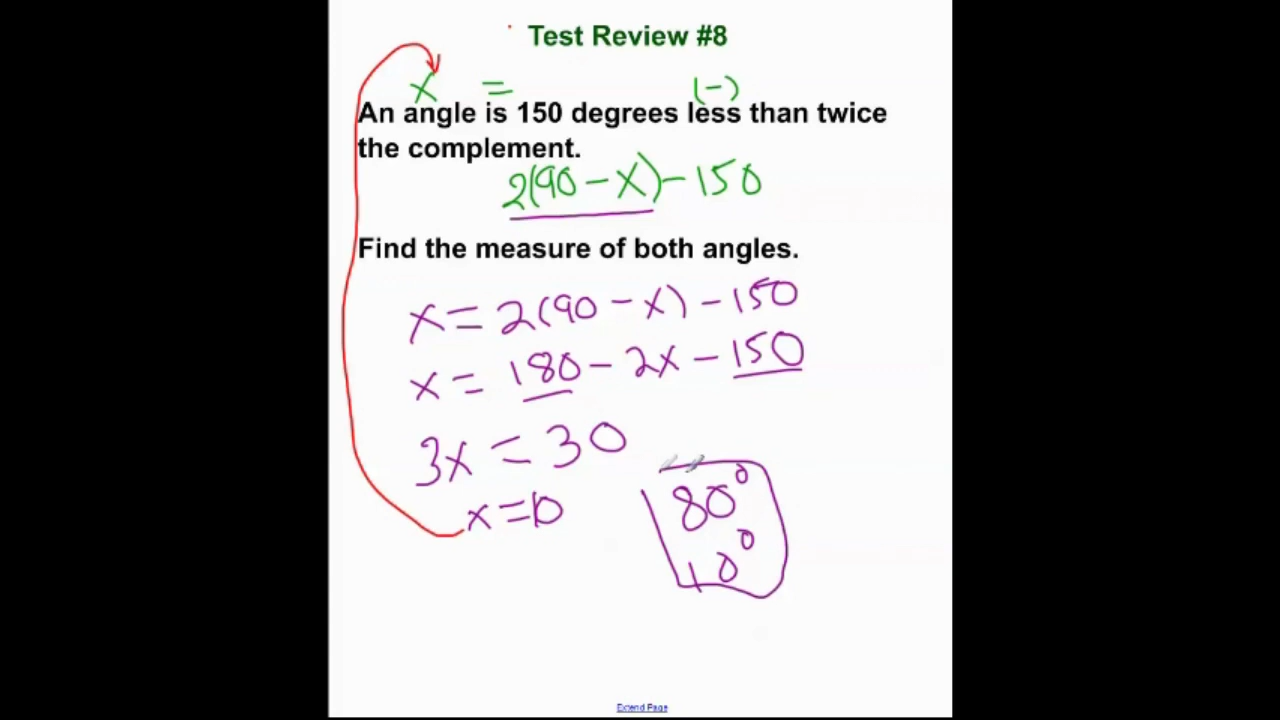 Test Review #8
x = (-)
An angle is 150 degrees less than twice
the complement.
2(90 - x) - 150
Find the measure of both angles.
x = 2(90 - x) - 150
x = 180 - 2x - 150
3x = 30
x = 10
80°
10°
Extend Page